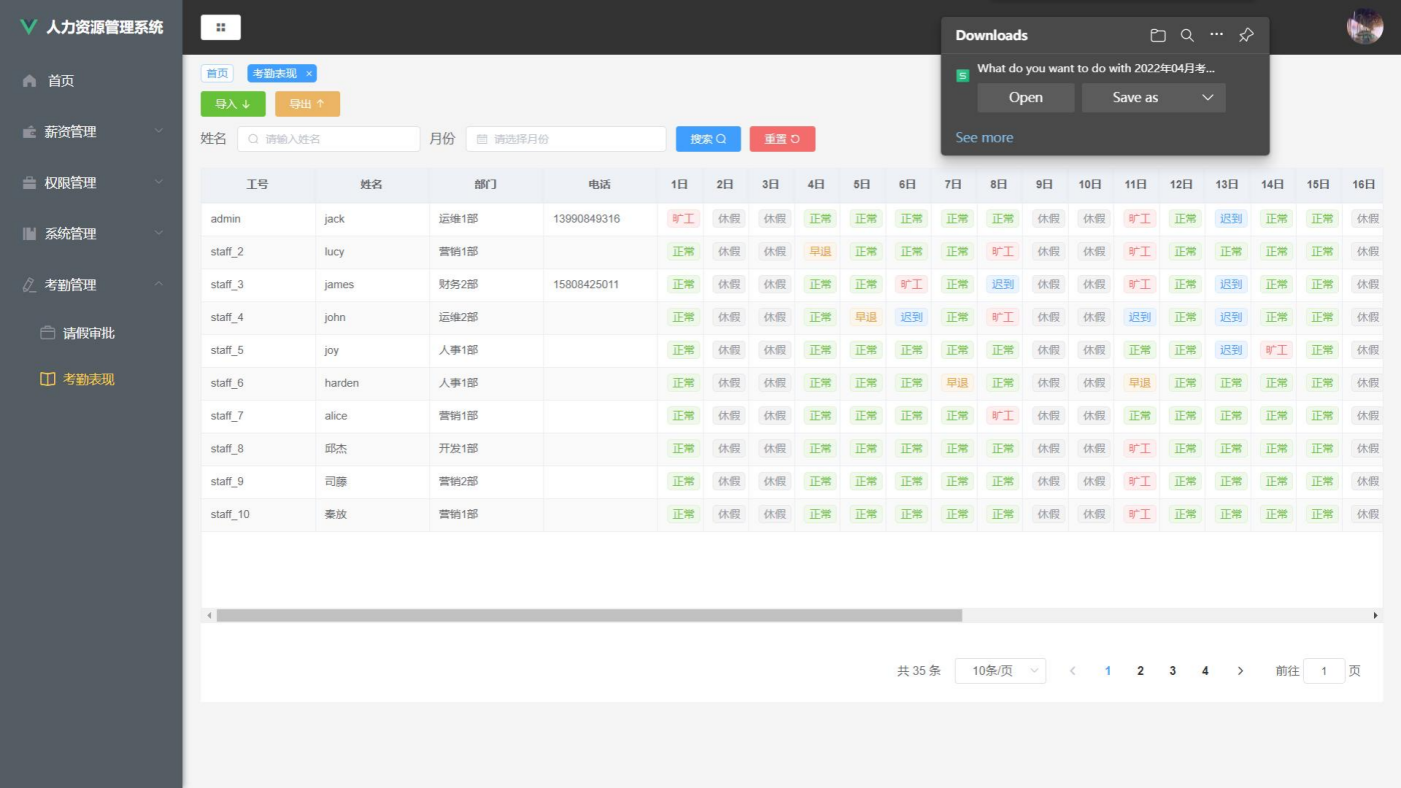 人力资源管理系统
Downloads
What do you want to do with 2022年04月考...
Open
Save as
See more
首页
薪资管理
权限管理
系统管理
考勤管理
请假审批
考勤表现
首页 考勤表现 ×
导入 ↓ 导出 ↑
姓名 请输入姓名 月份 请选择月份 搜索 重置
工号 姓名 部门 电话 1日 2日 3日 4日 5日 6日 7日 8日 9日 10日 11日 12日 13日 14日 15日 16日
admin jack 运维1部 13990849316 旷工 休假 休假 正常 正常 正常 正常 正常 休假 休假 旷工 正常 迟到 正常 正常 休假
staff_2 lucy 营销1部 正常 休假 休假 早退 正常 正常 正常 旷工 休假 休假 旷工 正常 正常 正常 正常 休假
staff_3 james 财务2部 15808425011 正常 休假 休假 正常 正常 旷工 正常 迟到 休假 休假 旷工 正常 迟到 正常 正常 休假
staff_4 john 运维2部 正常 休假 休假 正常 早退 迟到 正常 旷工 休假 休假 迟到 正常 迟到 正常 正常 休假
staff_5 joy 人事1部 正常 休假 休假 正常 正常 正常 正常 正常 休假 休假 正常 正常 迟到 旷工 正常 休假
staff_6 harden 人事1部 正常 休假 休假 正常 正常 正常 早退 正常 休假 休假 早退 正常 正常 正常 正常 休假
staff_7 alice 营销1部 正常 休假 休假 正常 正常 正常 正常 旷工 休假 休假 正常 正常 正常 正常 正常 休假
staff_8 邱杰 开发1部 正常 休假 休假 正常 正常 正常 正常 正常 休假 休假 旷工 正常 正常 正常 正常 休假
staff_9 司藤 营销2部 正常 休假 休假 正常 正常 正常 正常 正常 休假 休假 旷工 正常 正常 正常 正常 休假
staff_10 秦放 营销1部 正常 休假 休假 正常 正常 正常 正常 正常 休假 休假 旷工 正常 正常 正常 正常 休假
共 35 条 10条/页 1 2 3 4 前往 1 页